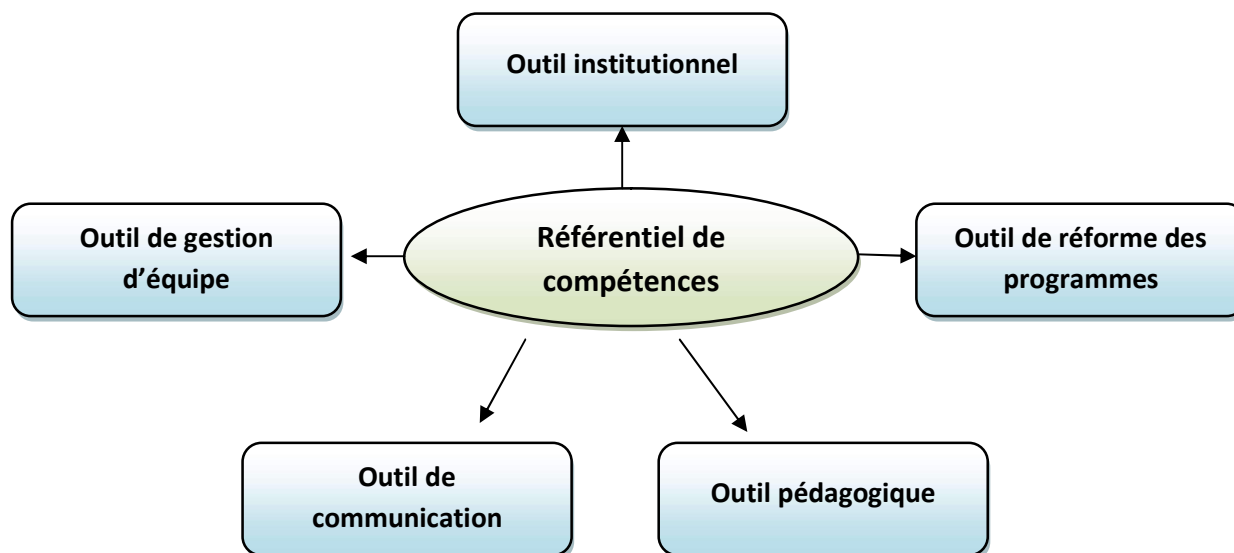 Outil institutionnel
Outil de gestion
d’équipe
Référentiel de
compétences
Outil de réforme des
programmes
Outil de
communication
Outil pédagogique